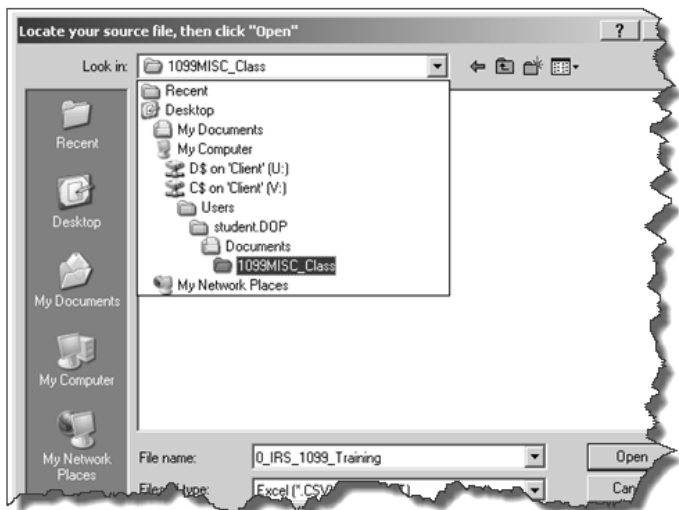 Locate your source file, then click "Open"
?
Look in:
1099MISC_Class
Recent
Desktop
My Documents
My Computer
D$ on 'Client' (U:)
C$ on 'Client' (V:)
Users
student.DOP
Documents
1099MISC_Class
My Network Places
Recent
Desktop
My Documents
My Computer
My Network
Places
File name:
0_IRS_1099_Training
Open
Excel (*.CSV